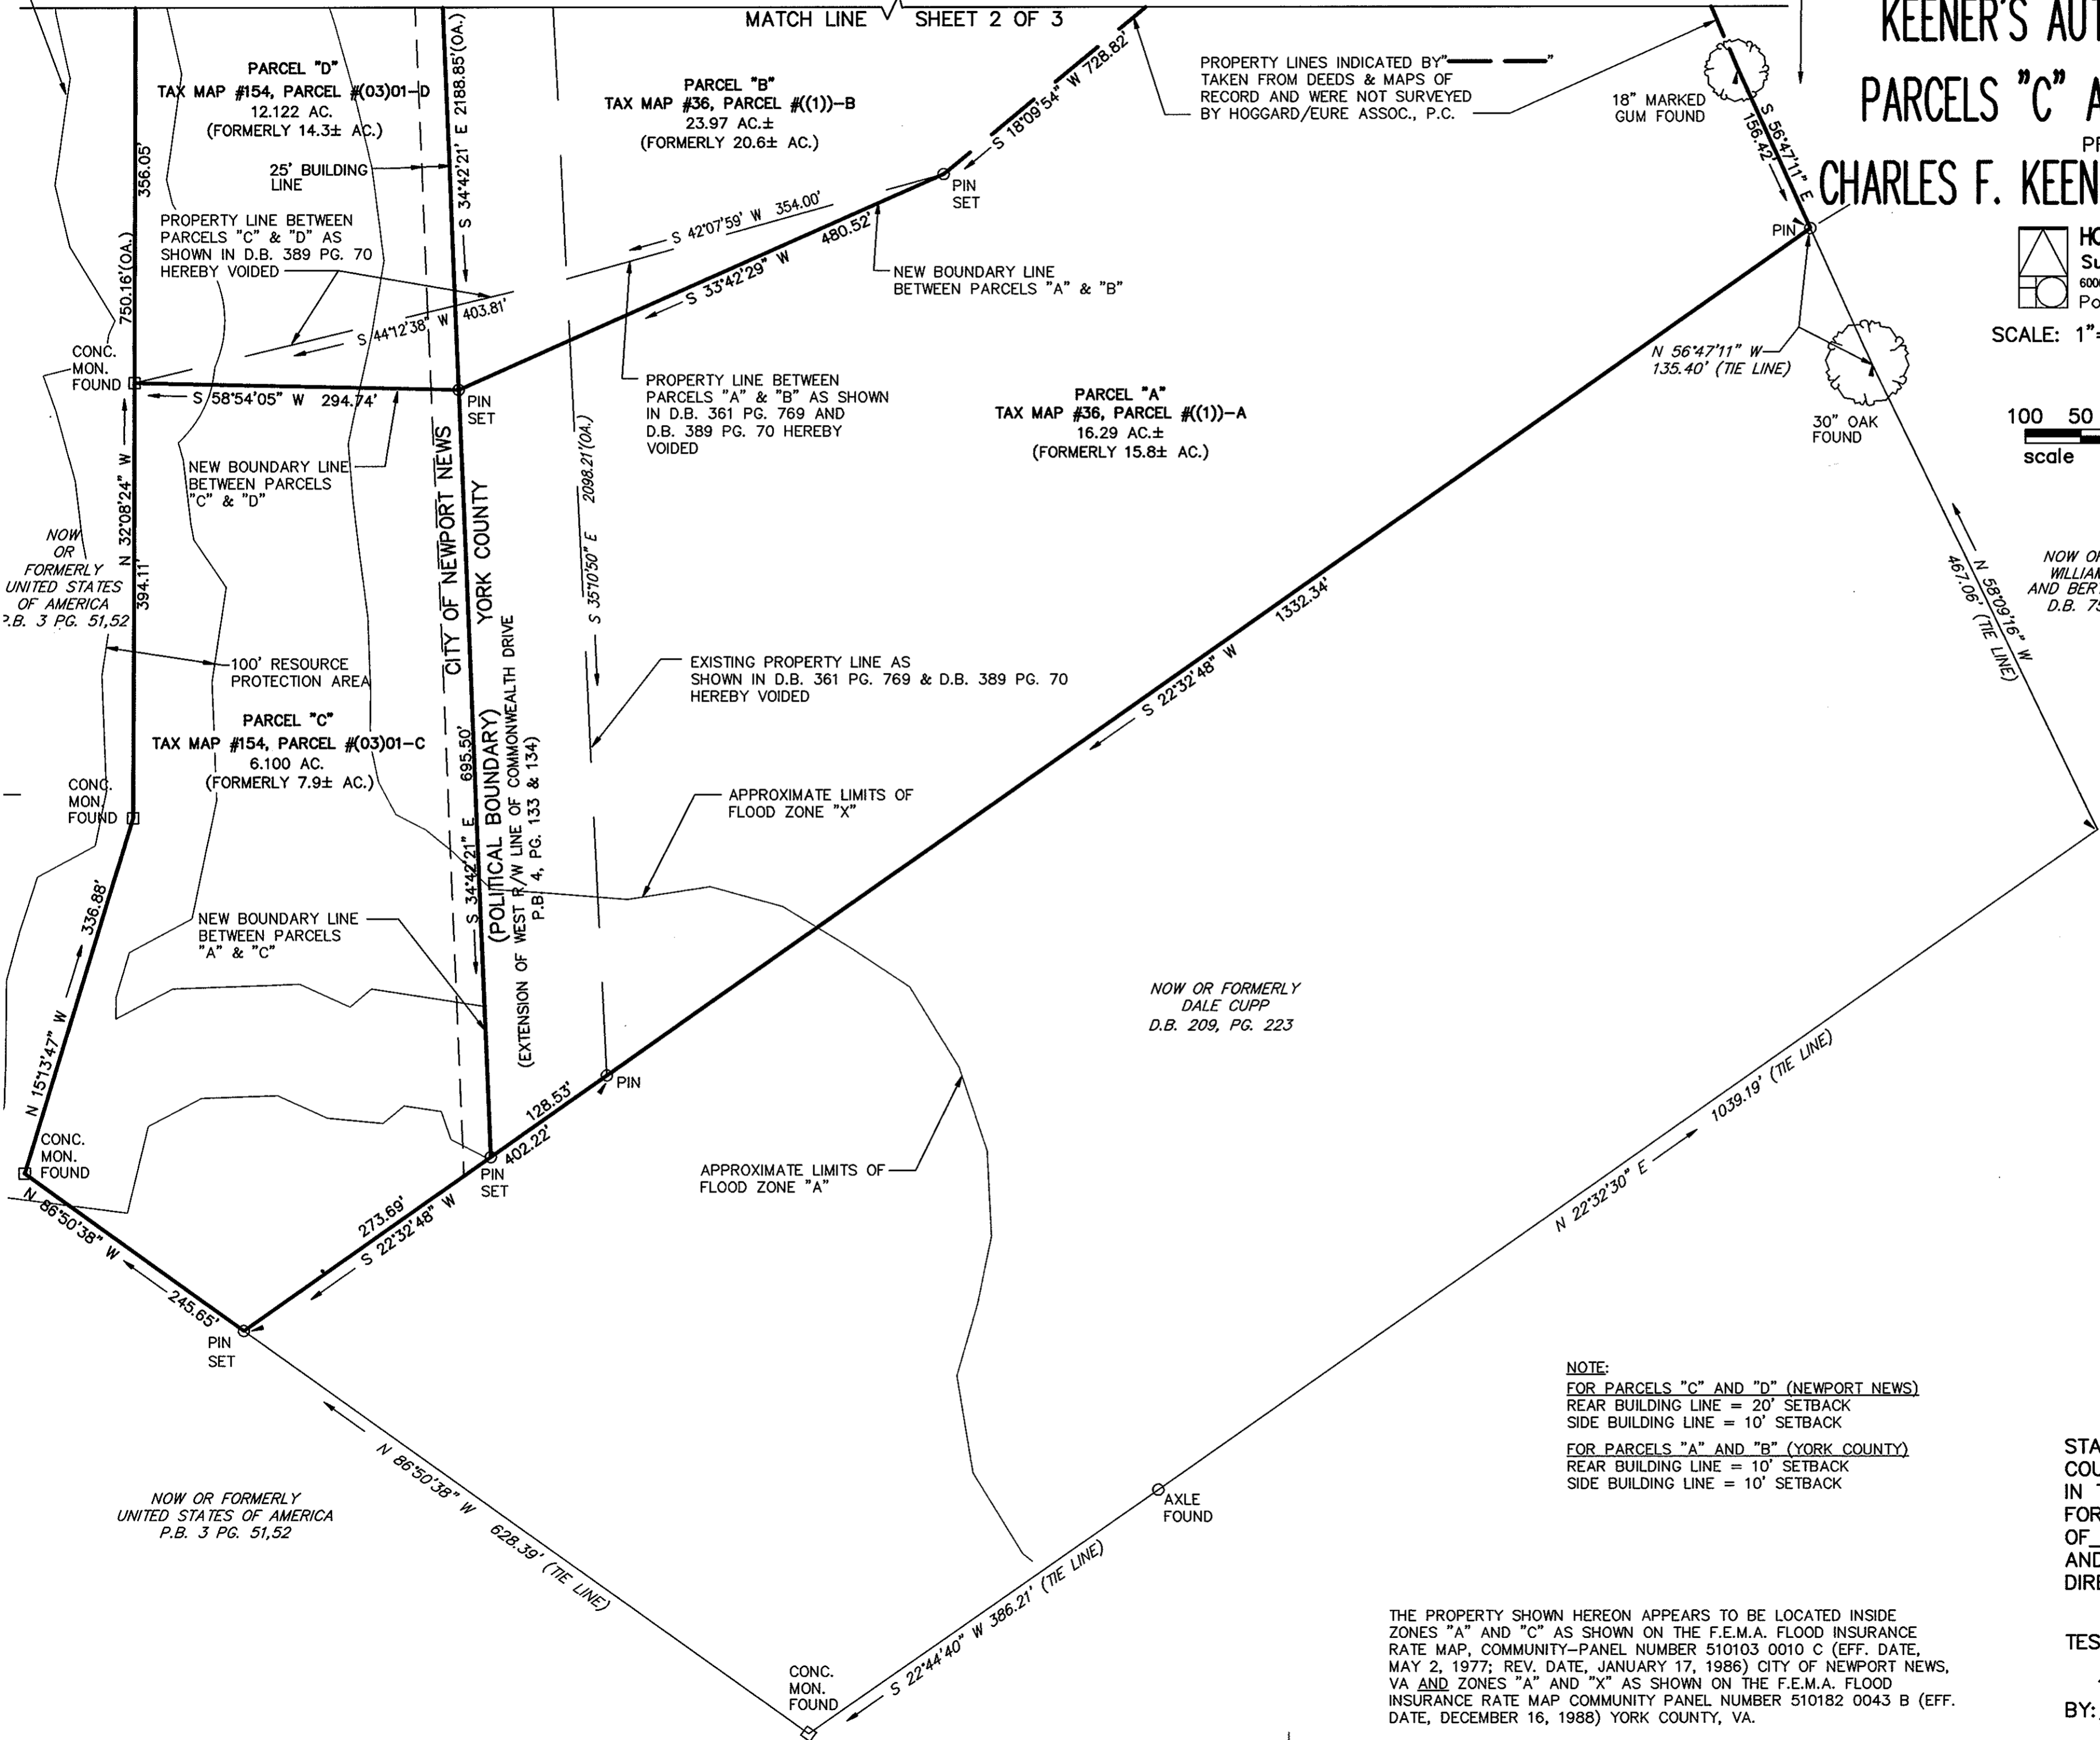 MATCH LINE SHEET 2 OF 3
KEENER'S
PARCELS "C"
CHARLES F.
SCALE: 1"=
100 50
scale
PARCEL "D"
TAX MAP #154, PARCEL #(03)01-D
12.122 AC.
(FORMERLY 14.3± AC.)
25' BUILDING
LINE
PROPERTY LINE BETWEEN
PARCELS "C" & "D" AS
SHOWN IN D.B. 389 PG. 70
HEREBY VOIDED
356.05'
750.16'(OA.)
S 34°42'21" E 2188.85'(OA.)
PARCEL "B"
TAX MAP #36, PARCEL #((1))-B
23.97 AC.±
(FORMERLY 20.6± AC.)
S 18°09'54" W 728.82'
PROPERTY LINES INDICATED BY" "
TAKEN FROM DEEDS & MAPS OF
RECORD AND WERE NOT SURVEYED
BY HOGGARD/EURE ASSOC., P.C.
18" MARKED
GUM FOUND
S 56°47'11" E
156.42'
PIN
PIN
SET
S 42°07'59" W 354.00'
480.52'
S 33°42'29" W
NEW BOUNDARY LINE
BETWEEN PARCELS "A" & "B"
S 44°12'38" W 403.81'
CONC.
MON.
FOUND
S 58°54'05" W 294.74'
PIN
SET
PROPERTY LINE BETWEEN
PARCELS "A" & "B" AS SHOWN
IN D.B. 361 PG. 769 AND
D.B. 389 PG. 70 HEREBY
VOIDED
PARCEL "A"
TAX MAP #36, PARCEL #((1))-A
16.29 AC.±
(FORMERLY 15.8± AC.)
N 56°47'11" W
135.40' (TIE LINE)
30" OAK
FOUND
NEW BOUNDARY LINE
BETWEEN PARCELS
"C" & "D"
N 32°08'24" W
394.11'
NOW
OR
FORMERLY
UNITED STATES
OF AMERICA
P.B. 3 PG. 51,52
CITY OF NEWPORT NEWS
YORK COUNTY
S 35°10'50" E 2098.21'(OA.)
100' RESOURCE
PROTECTION AREA
EXISTING PROPERTY LINE AS
SHOWN IN D.B. 361 PG. 769 & D.B. 389 PG. 70
HEREBY VOIDED
1332.34'
S 22°32'48" W
N 58°09'16" W
467.06' (TIE LINE)
D.B.
PARCEL "C"
TAX MAP #154, PARCEL #(03)01-C
6.100 AC.
(FORMERLY 7.9± AC.)
CONC.
MON.
FOUND
S 34°42'21" E 695.50'
(POLITICAL BOUNDARY)
(EXTENSION OF WEST R/W LINE OF COMMONWEALTH DRIVE
P.B. 4, PG. 133 & 134)
APPROXIMATE LIMITS OF
FLOOD ZONE "X"
NEW BOUNDARY LINE
BETWEEN PARCELS
"A" & "C"
N 15°13'47" W 336.88'
NOW OR FORMERLY
DALE CUPP
D.B. 209, PG. 223
PIN
128.53'
402.22'
PIN
SET
CONC.
MON.
FOUND
APPROXIMATE LIMITS OF
FLOOD ZONE "A"
N 22°32'30" E 1039.19' (TIE LINE)
273.69'
S 22°32'48" W
N 86°50'38" W
245.65'
PIN
SET
N 86°50'38" W 628.39' (TIE LINE)
NOW OR FORMERLY
UNITED STATES OF AMERICA
P.B. 3 PG. 51,52
AXLE
FOUND
S 22°44'40" W 386.21' (TIE LINE)
CONC.
MON.
FOUND
NOTE:
FOR PARCELS "C" AND "D" (NEWPORT NEWS)
REAR BUILDING LINE = 20' SETBACK
SIDE BUILDING LINE = 10' SETBACK
FOR PARCELS "A" AND "B" (YORK COUNTY)
REAR BUILDING LINE = 10' SETBACK
SIDE BUILDING LINE = 10' SETBACK
THE PROPERTY SHOWN HEREON APPEARS TO BE LOCATED INSIDE
ZONES "A" AND "C" AS SHOWN ON THE F.E.M.A. FLOOD INSURANCE
RATE MAP, COMMUNITY-PANEL NUMBER 510103 0010 C (EFF. DATE,
MAY 2, 1977; REV. DATE, JANUARY 17, 1986) CITY OF NEWPORT NEWS,
VA AND ZONES "A" AND "X" AS SHOWN ON THE F.E.M.A. FLOOD
INSURANCE RATE MAP COMMUNITY PANEL NUMBER 510182 0043 B (EFF.
DATE, DECEMBER 16, 1988) YORK COUNTY, VA.
IN
OF
BY: